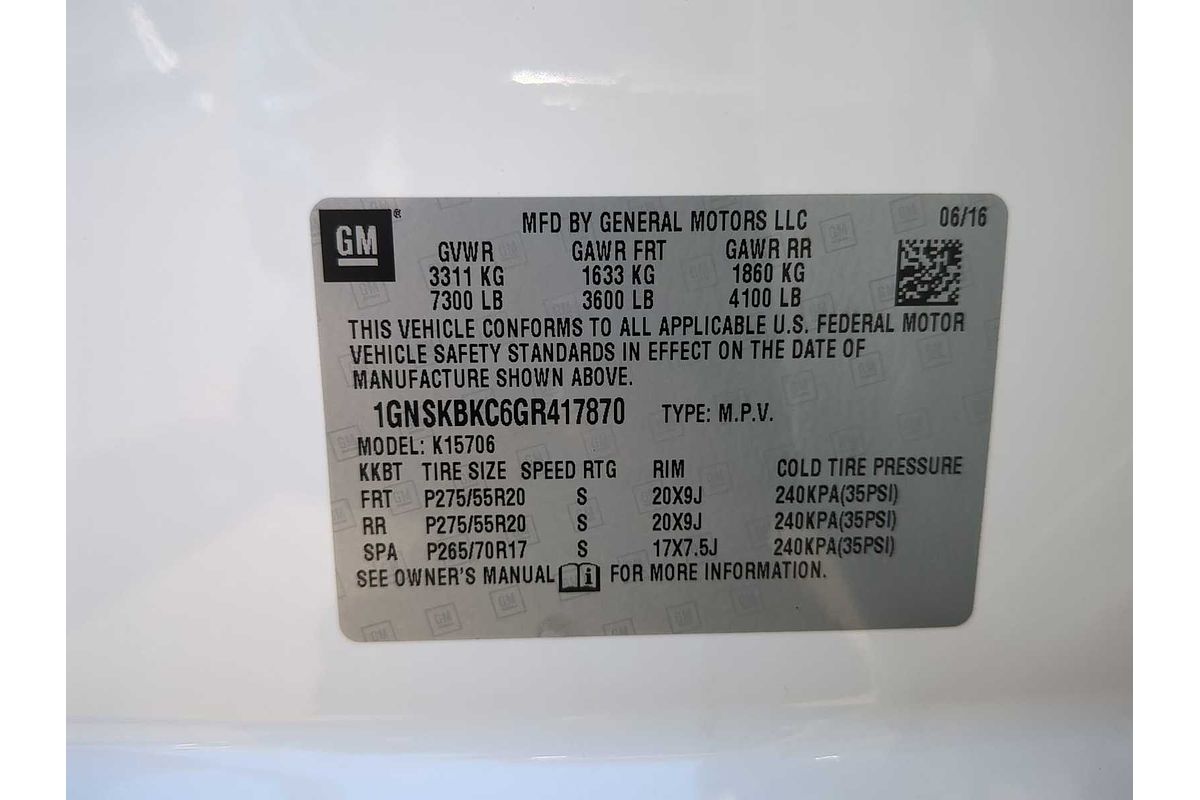 GM ® MFD BY GENERAL MOTORS LLC 06/16
GVWR GAWR FRT GAWR RR
3311 KG 1633 KG 1860 KG
7300 LB 3600 LB 4100 LB
THIS VEHICLE CONFORMS TO ALL APPLICABLE U.S. FEDERAL MOTOR
VEHICLE SAFETY STANDARDS IN EFFECT ON THE DATE OF
MANUFACTURE SHOWN ABOVE.
1GNSKBKC6GR417870 TYPE: M.P.V.
MODEL: K15706
KKBT TIRE SIZE SPEED RTG RIM COLD TIRE PRESSURE
FRT P275/55R20 S 20X9J 240KPA(35PSI)
RR P275/55R20 S 20X9J 240KPA(35PSI)
SPA P265/70R17 S 17X7.5J 240KPA(35PSI)
SEE OWNER'S MANUAL i FOR MORE INFORMATION.